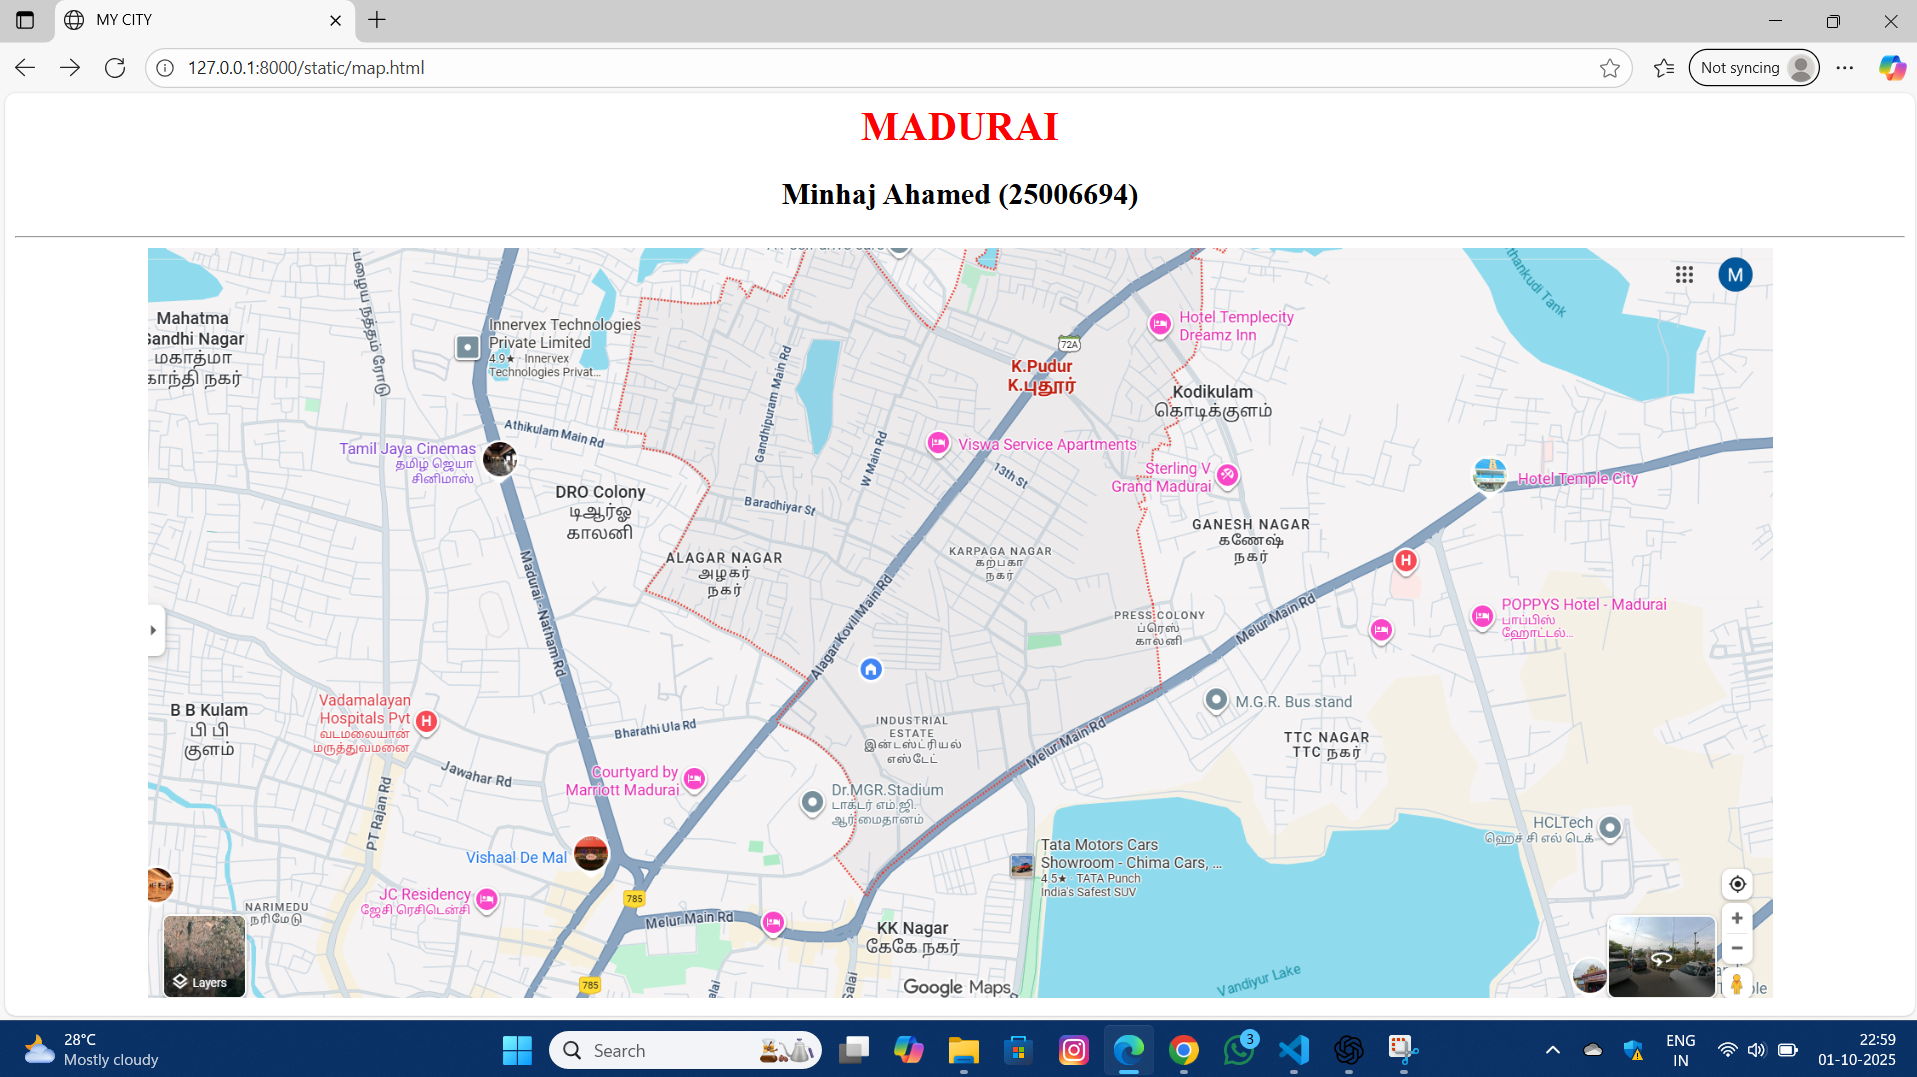 MY CITY
127.0.0.1:8000/static/map.html
Not syncing
MADURAI
Minhaj Ahamed (25006694)
M
Mahatma
Gandhi Nagar
மகாத்மா
காந்தி நகர்
பழைய நத்தம் ரோடு
Innervex Technologies
Private Limited
4.9★ · Innervex
Technologies Privat...
72A
K.Pudur
K.புதூர்
Hotel Templecity
Dreamz Inn
Kodikulam
கொடிக்குளம்
Gandhipuram Main Rd
W Main Rd
Athikulam Main Rd
Tamil Jaya Cinemas
தமிழ் ஜெயா
சினிமாஸ்
Viswa Service Apartments
13th St
Sterling V
Grand Madurai
Hotel Temple City
DRO Colony
டிஆர்ஓ
காலனி
Baradhiyar St
GANESH NAGAR
கணேஷ்
நகர்
ALAGAR NAGAR
அழகர்
நகர்
KARPAGA NAGAR
கற்பகா
நகர்
H
Madurai - Natham Rd
Alagar Kovil Main Rd
Melur Main Rd
PRESS COLONY
ப்ரெஸ்
காலனி
POPPYS Hotel - Madurai
பாப்பிஸ்
ஹோட்டல்...
B B Kulam
பி பி
குளம்
Vadamalayan
Hospitals Pvt
வடமலையான்
மருத்துவமனை
H
Bharathi Ula Rd
INDUSTRIAL
ESTATE
இன்டஸ்ட்ரியல்
எஸ்டேட்
Melur Main Rd
M.G.R. Bus stand
TTC NAGAR
TTC நகர்
Jawahar Rd
PT Rajan Rd
Courtyard by
Marriott Madurai
Dr.MGR.Stadium
டாக்டர் எம்.ஜி.
ஆர் மைதானம்
HCLTech
ஹெச் சி எல் டெக்
Vishaal De Mal
Tata Motors Cars
Showroom - Chima Cars, ...
4.5★ · TATA Punch
India's Safest SUV
JC Residency
ஜேசி ரெசிடென்சி
NARIMEDU
நரிமேடு
785
Melur Main Rd
KK Nagar
கேகே நகர்
785
Layers
Google Maps
Vandiyur Lake
28°C
Mostly cloudy
Search
3
ENG
IN
22:59
01-10-2025